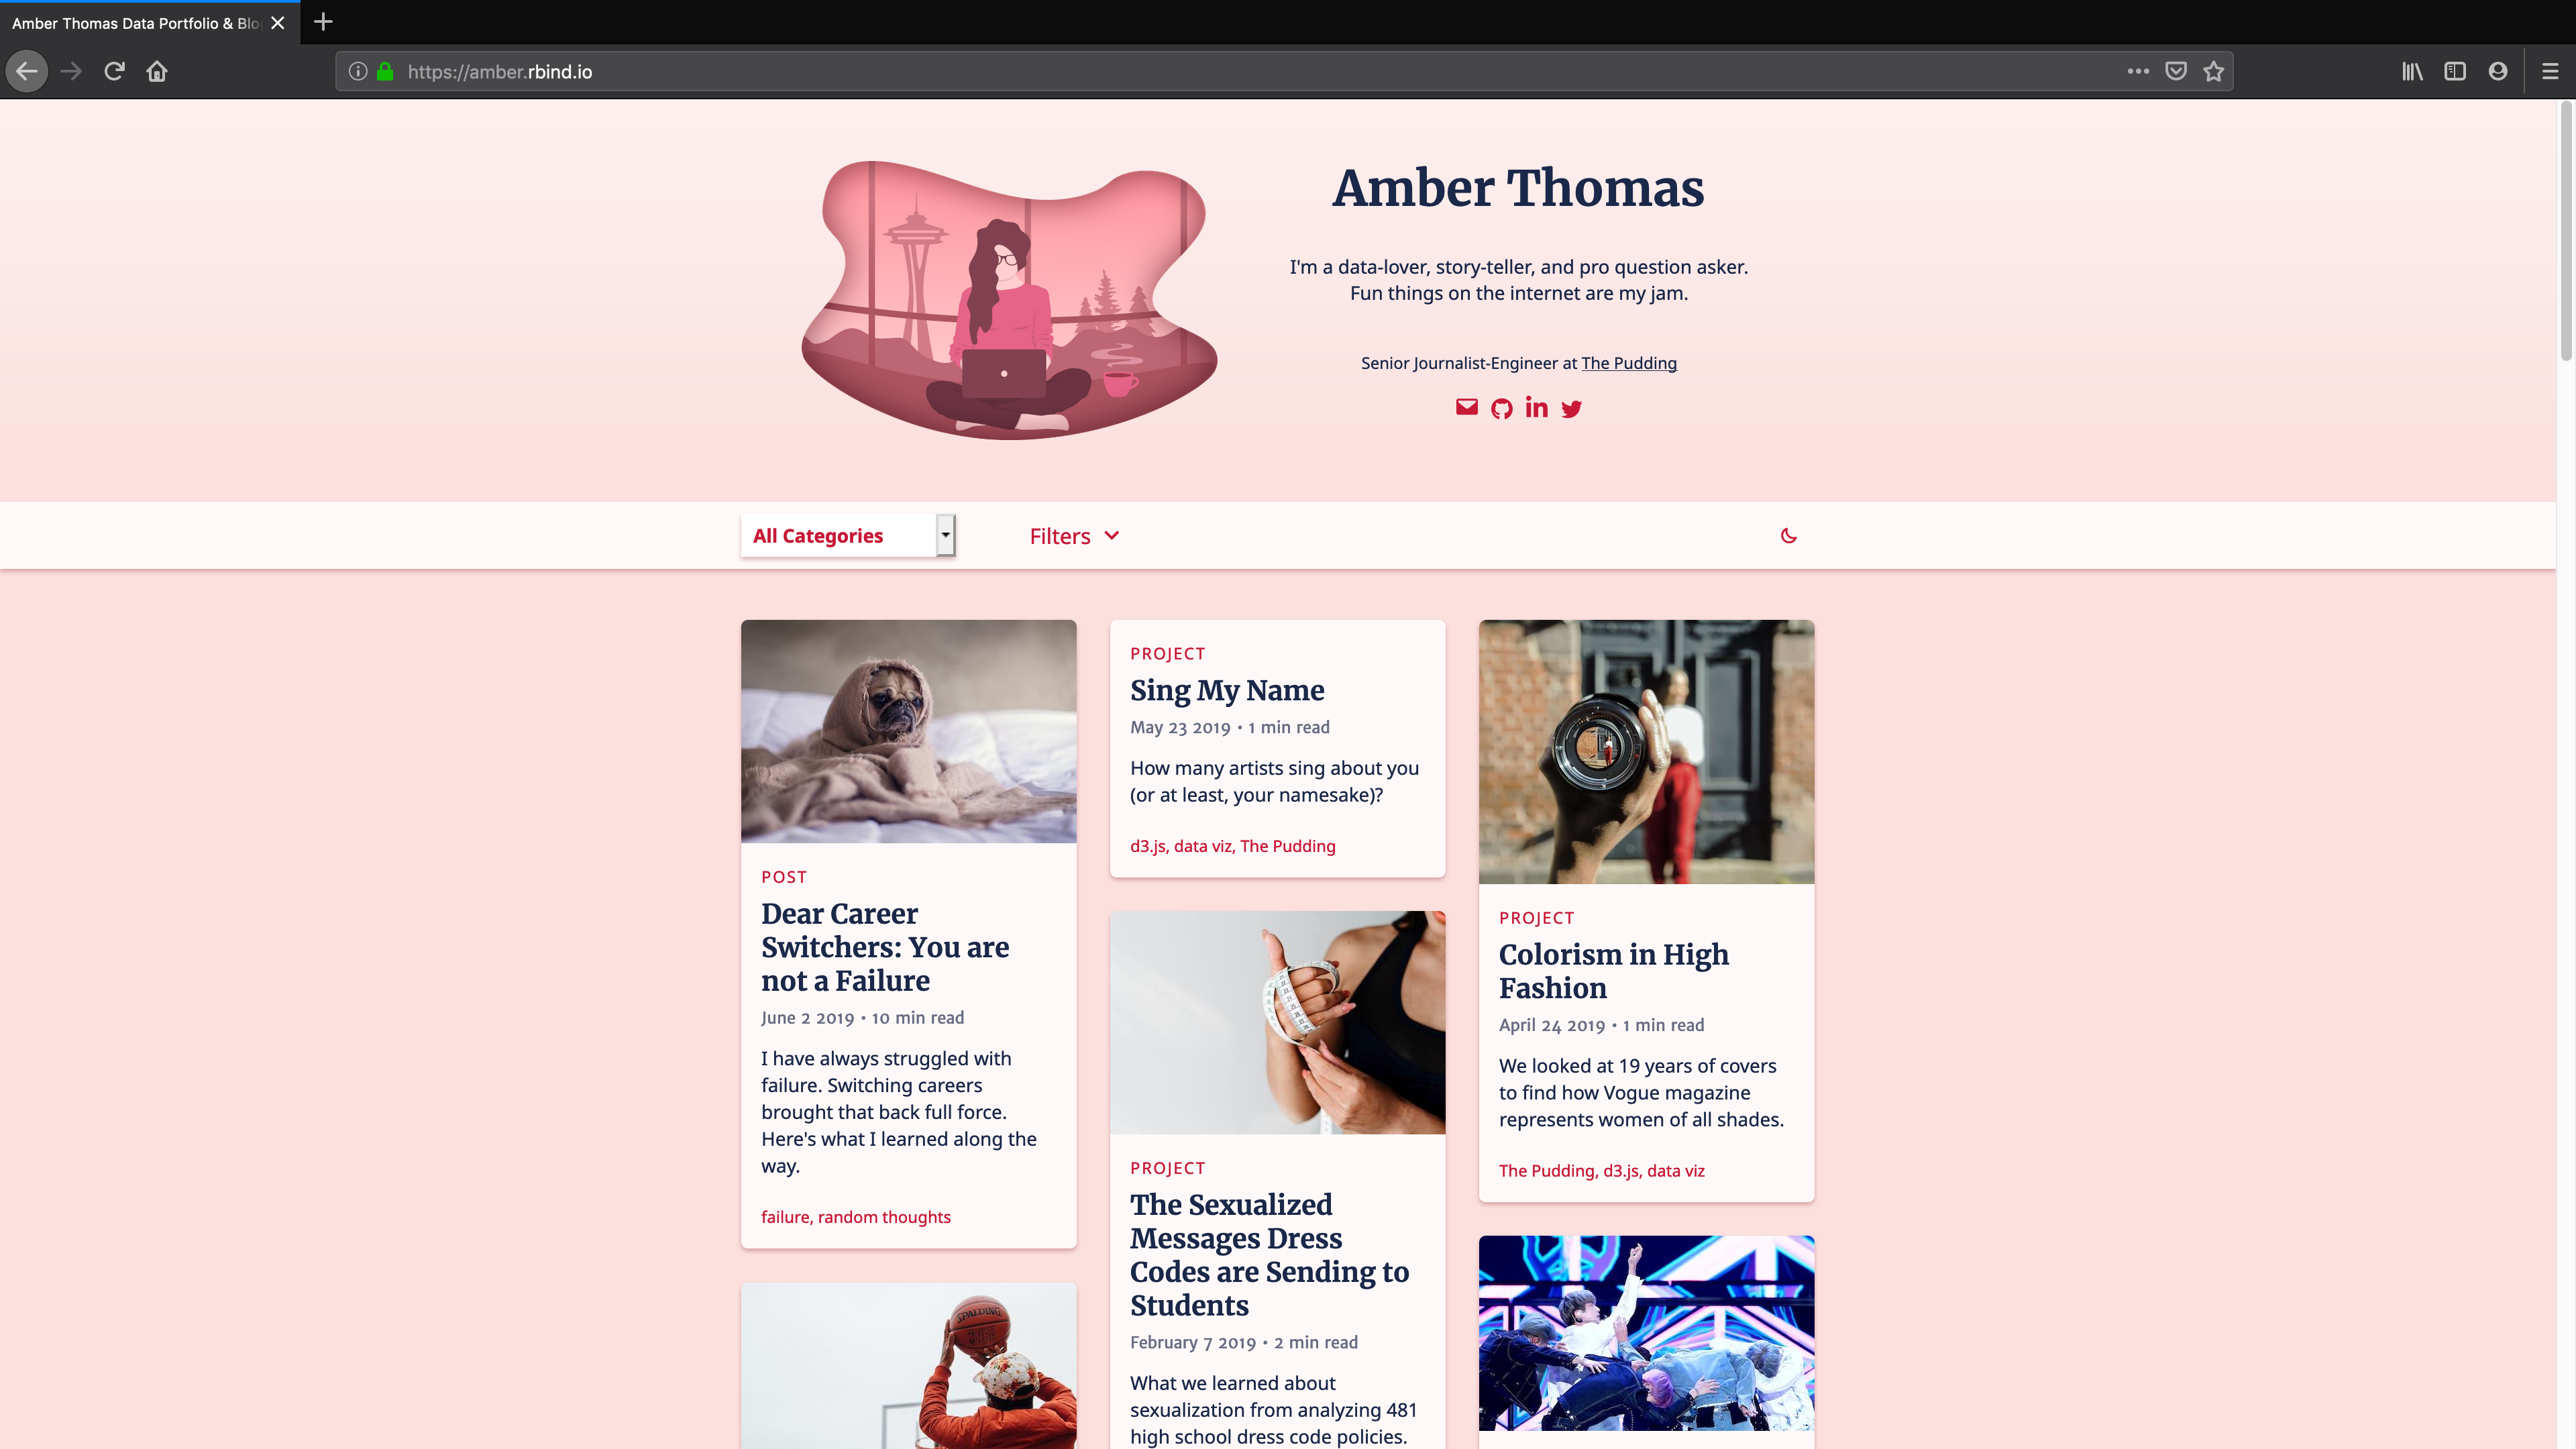 Amber Thomas Data Portfolio & Blo
https://amber.rbind.io
Amber Thomas
I'm a data-lover, story-teller, and pro question asker.
Fun things on the internet are my jam.
Senior Journalist-Engineer at The Pudding
All Categories
Filters
POST
Dear Career
Switchers: You are
not a Failure
June 2 2019 • 10 min read
I have always struggled with
failure. Switching careers
brought that back full force.
Here's what I learned along the
way.
failure, random thoughts
SPALDING
PROJECT
Sing My Name
May 23 2019 • 1 min read
How many artists sing about you
(or at least, your namesake)?
d3.js, data viz, The Pudding
PROJECT
The Sexualized
Messages Dress
Codes are Sending to
Students
February 7 2019 • 2 min read
What we learned about
sexualization from analyzing 481
high school dress code policies.
PROJECT
Colorism in High
Fashion
April 24 2019 • 1 min read
We looked at 19 years of covers
to find how Vogue magazine
represents women of all shades.
The Pudding, d3.js, data viz